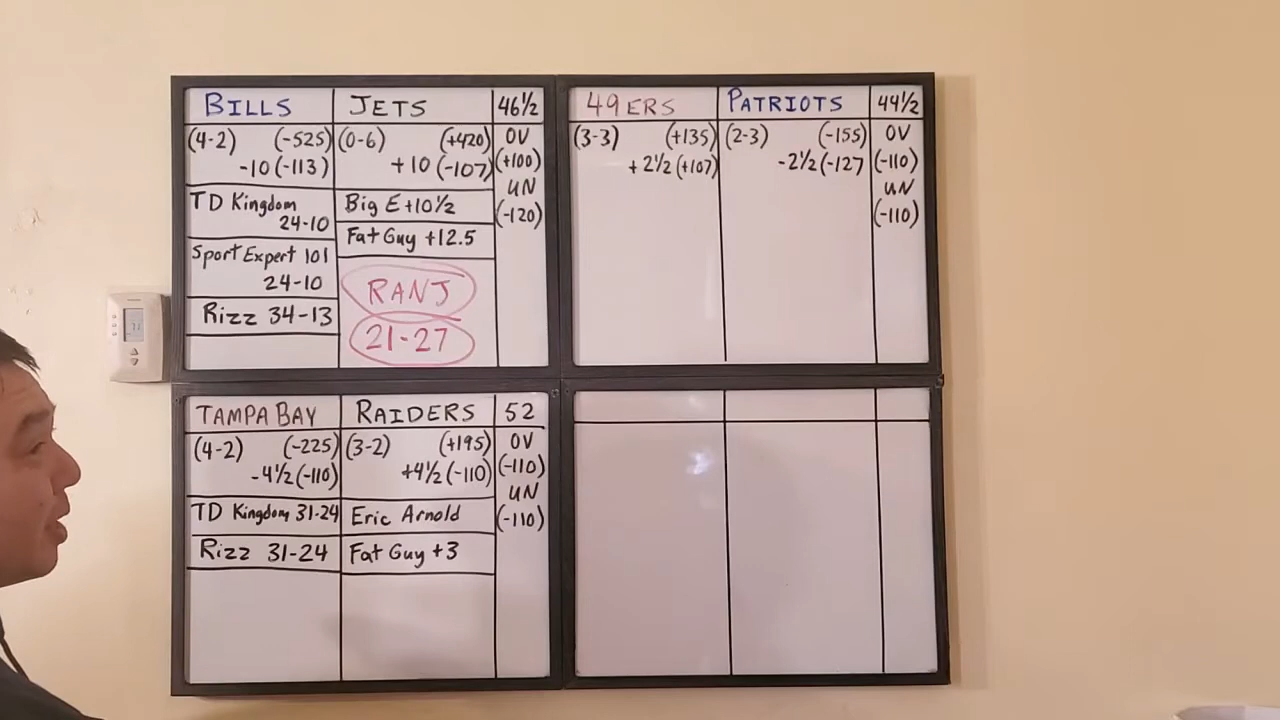 BILLS JETS 46½
(4-2) (-525) (0-6) (+420) OV
-10 (-113) +10 (-107) (+100)
UN
(-120)
TD Kingdom
24-10
Big E +10½
Fat Guy +12.5
Sport Expert 101
24-10
RANJ
Rizz 34-13
21-27
49ERS PATRIOTS 44½
(3-3) (+135) (2-3) (-155) OV
+2½ (+107) -2½ (-127 (-110)
UN
(-110)
TAMPA BAY RAIDERS 52
(4-2) (-225) (3-2) (+195) OV
-4½ (-110) +4½ (-110) (-110)
UN
(-110)
TD Kingdom 31-24 Eric Arnold
Rizz 31-24 Fat Guy +3